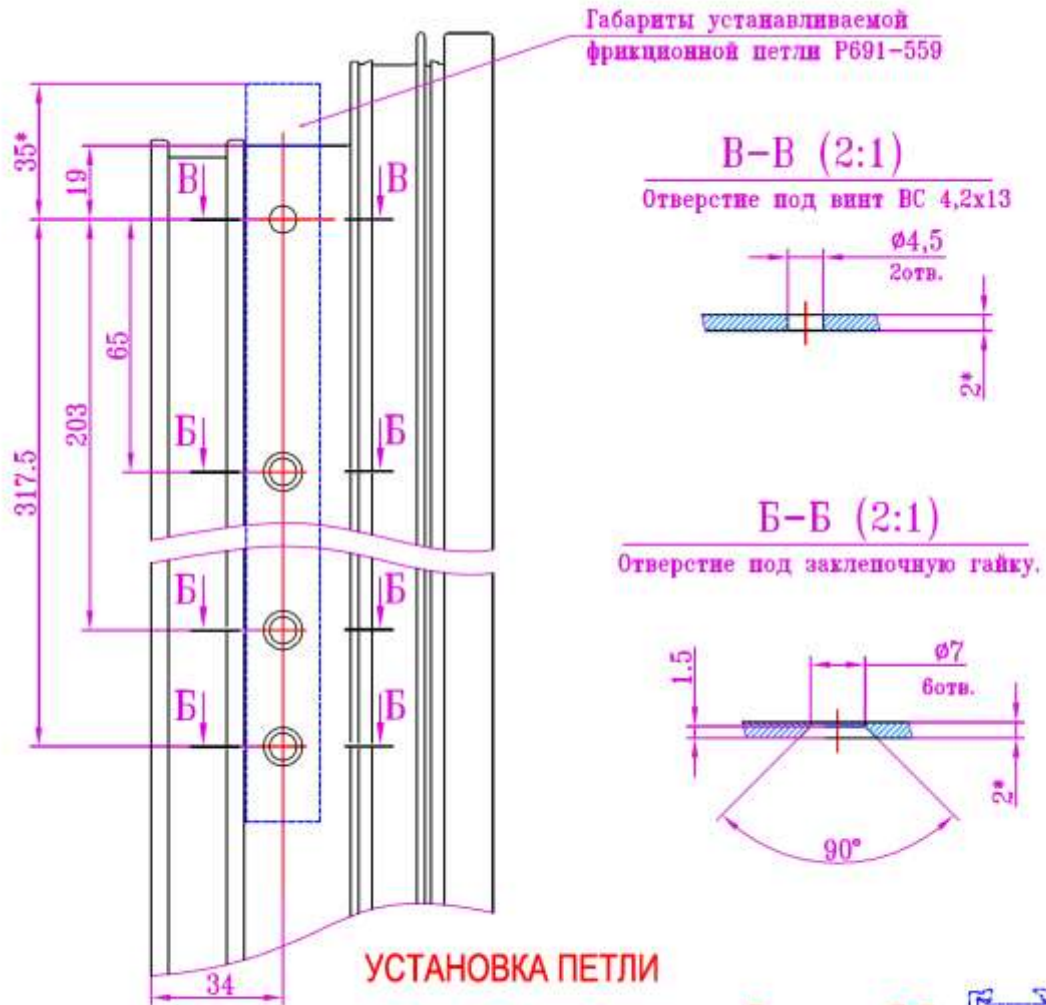 Габариты устанавливаемой
фрикционной петли Р691-559
35*
19
В
В
65
203
317.5
Б
Б
Б
Б
Б
Б
34
В-В (2:1)
Отверстие под винт ВС 4,2х13
ø4,5
2отв.
2*
Б-Б (2:1)
Отверстие под заклепочную гайку.
1.5
ø7
6отв.
2*
90°
УСТАНОВКА ПЕТЛИ